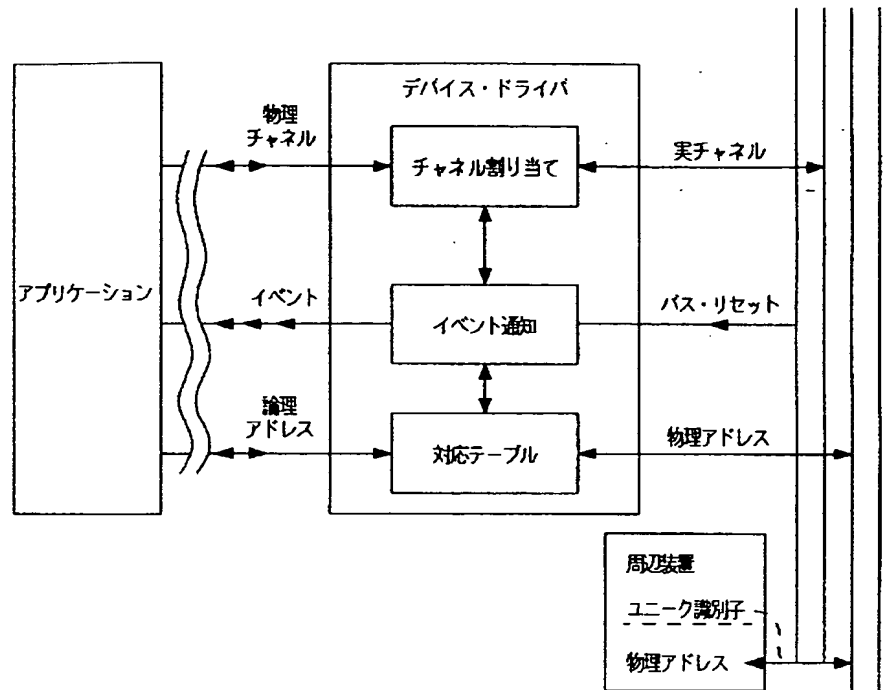 デバイス・ドライバ
物理
チャネル
チャネル割り当て
実チャネル
アプリケーション
イベント
イベント通知
バス・リセット
論理
アドレス
対応テーブル
物理アドレス
周辺装置
ユニーク識別子
物理アドレス